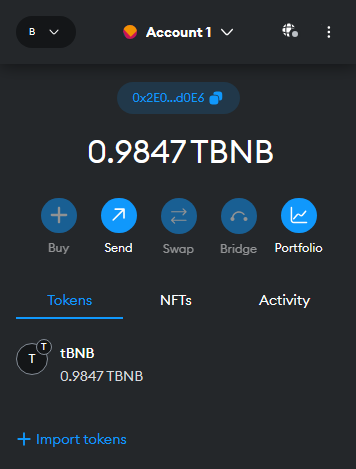 B
Account 1
0x2E0...d0E6
0.9847 TBNB
Buy
Send
Swap
Bridge
Portfolio
Tokens
NFTs
Activity
T
T
tBNB
0.9847 TBNB
Import tokens